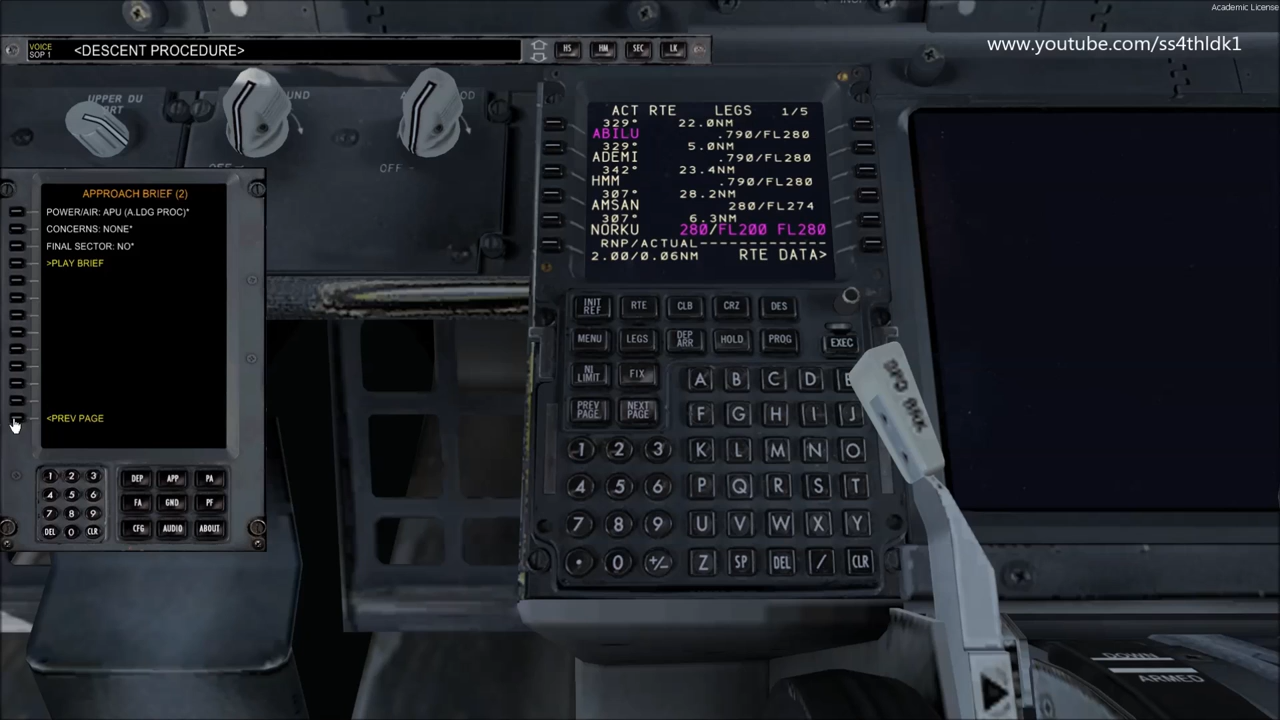 Academic License
www.youtube.com/ss4thldk1
VOICE
SOP 1
<DESCENT PROCEDURE>
HS
HM
SEC
LK
UPPER DU
OFF
OFF
APPROACH BRIEF (2)
POWER/AIR: APU (A.LDG PROC)*
CONCERNS: NONE*
FINAL SECTOR: NO*
>PLAY BRIEF
<PREV PAGE
1 2 3
4 5 6
7 8 9
DEL 0 CLR
DEP APP PA
FA GND PF
CFG AUDIO ABOUT
ACT RTE LEGS 1/5
329° 22.0NM
ABILU .790/FL280
329° 5.0NM
ADEMI .790/FL280
342° 23.4NM
HMM .790/FL280
307° 28.2NM
AMSAN 280/FL274
307° 6.3NM
NORKU 280/FL200 FL280
RNP/ACTUAL--------------
2.00/0.06NM RTE DATA>
INIT REF
RTE
CLB
CRZ
DES
MENU
LEGS
DEP ARR
HOLD
PROG
EXEC
N1 LIMIT
FIX
PREV PAGE
NEXT PAGE
A B C D E
F G H I J
1 2 3 K L M N O
4 5 6 P Q R S T
7 8 9 U V W X Y
. 0 +/- Z SP DEL / CLR
SPD BRK
DOWN
ARMED